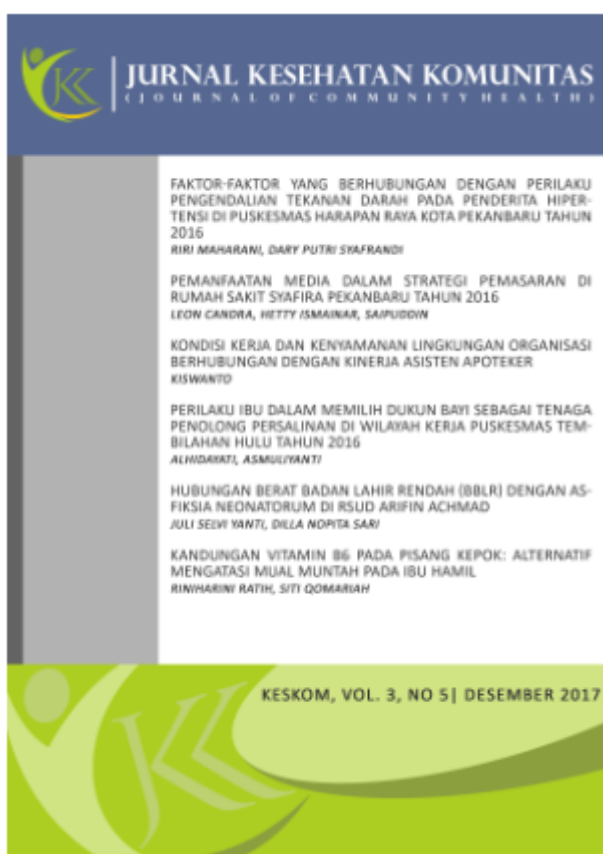 JKK
JURNAL KESEHATAN KOMUNITAS
(JOURNAL OF COMMUNITY HEALTH)
FAKTOR-FAKTOR YANG BERHUBUNGAN DENGAN PERILAKU
PENGENDALIAN TEKANAN DARAH PADA PENDERITA HIPER-
TENSI DI PUSKESMAS HARAPAN RAYA KOTA PEKANBARU TAHUN
2016
RIRI MAHARANI, DARY PUTRI SYAFRANDI
PEMANFAATAN MEDIA DALAM STRATEGI PEMASARAN DI
RUMAH SAKIT SYAFIRA PEKANBARU TAHUN 2016
LEON CANDRA, HETTY ISMAINAR, SAIPUDDIN
KONDISI KERJA DAN KENYAMANAN LINGKUNGAN ORGANISASI
BERHUBUNGAN DENGAN KINERJA ASISTEN APOTEKER
KISWANTO
PERILAKU IBU DALAM MEMILIH DUKUN BAYI SEBAGAI TENAGA
PENOLONG PERSALINAN DI WILAYAH KERJA PUSKESMAS TEM-
BILAHAN HULU TAHUN 2016
ALHIDAYATI, ASMULIYANTI
HUBUNGAN BERAT BADAN LAHIR RENDAH (BBLR) DENGAN AS-
FIKSIA NEONATORUM DI RSUD ARIFIN ACHMAD
JULI SELVI YANTI, DILLA NOPITA SARI
KANDUNGAN VITAMIN B6 PADA PISANG KEPOK: ALTERNATIF
MENGATASI MUAL MUNTAH PADA IBU HAMIL
RINIHARINI RATIH, SITI QOMARIAH
KESKOM, VOL. 3, NO 5| DESEMBER 2017